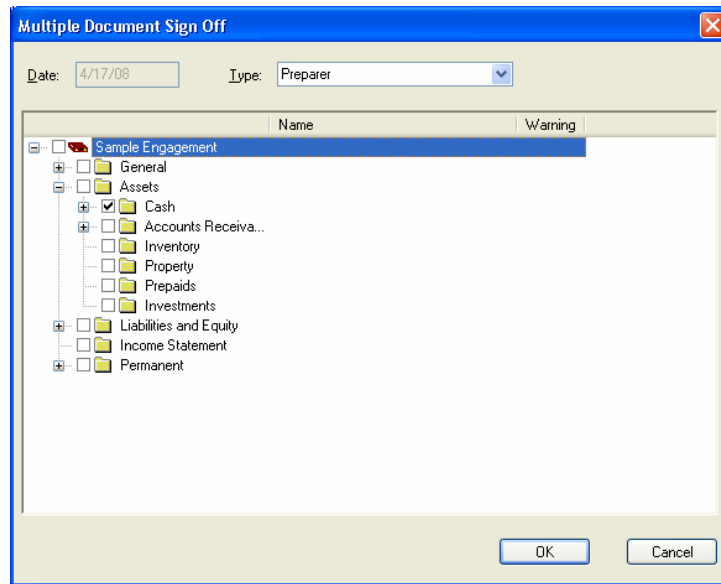 Multiple Document Sign Off
Date: 4/17/08 Type: Preparer
Name Warning
Sample Engagement
General
Assets
Cash
Accounts Receiva...
Inventory
Property
Prepaids
Investments
Liabilities and Equity
Income Statement
Permanent
OK Cancel